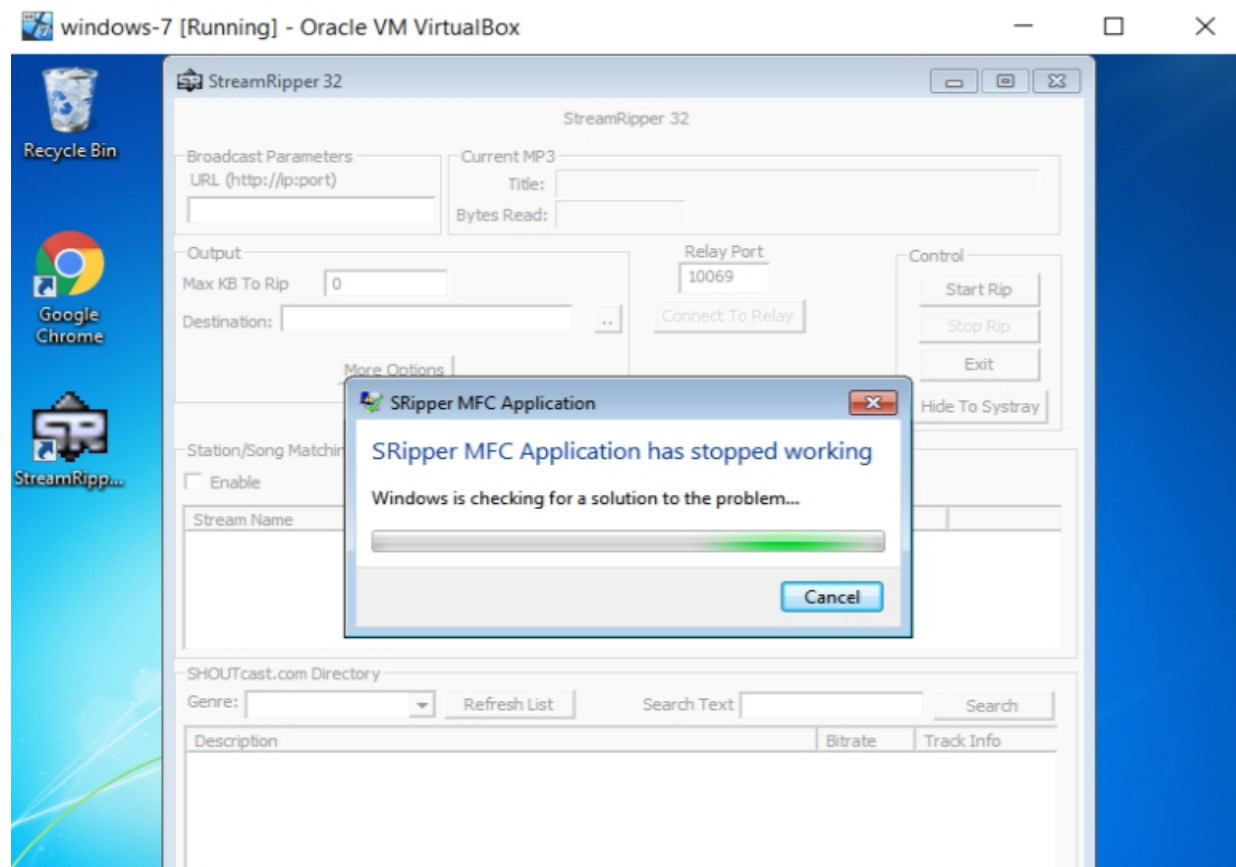 windows-7 [Running] - Oracle VM VirtualBox
Recycle Bin
Google
Chrome
StreamRipp...
StreamRipper 32
StreamRipper 32
Broadcast Parameters
URL (http://ip:port)
Current MP3
Title:
Bytes Read:
Output
Max KB To Rip 0
Destination:
..
More Options
Relay Port
10069
Connect To Relay
Control
Start Rip
Stop Rip
Exit
Hide To Systray
SRipper MFC Application
SRipper MFC Application has stopped working
Windows is checking for a solution to the problem...
Cancel
Station/Song Matchin
Enable
Stream Name
SHOUTcast.com Directory
Genre: Refresh List Search Text Search
Description Bitrate Track Info